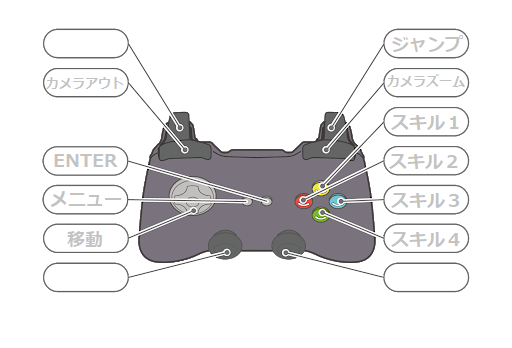 ジャンプ
カメラアウト
カメラズーム
スキル１
ENTER
スキル２
メニュー
スキル３
移動
スキル４